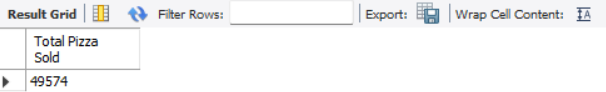 Result Grid Filter Rows: Export: Wrap Cell Content:
Total Pizza
Sold
49574